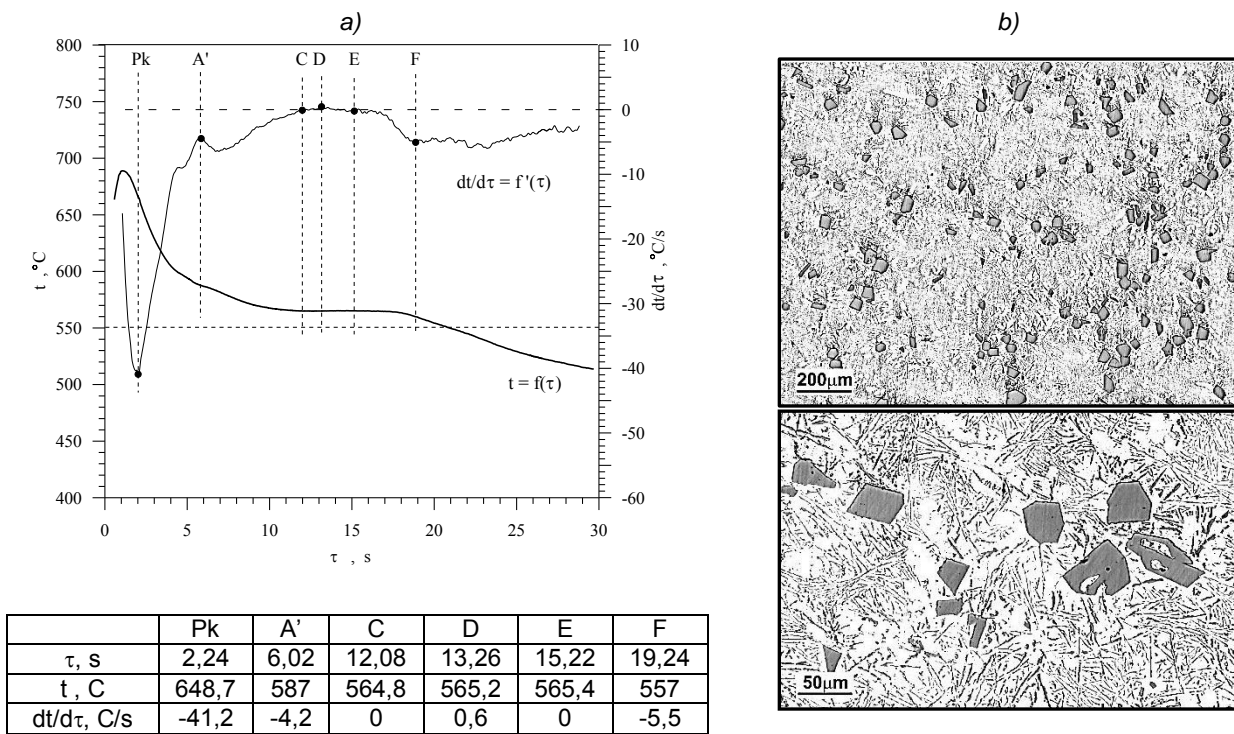 a)
b)
Pk A' C D E F
800
750
700
650
600
550
500
450
400
t , °C
10
0
-10
-20
-30
-40
-50
-60
dt/dτ , °C/s
dt/dτ = f '(τ)
t = f(τ)
0 5 10 15 20 25 30
τ , s
200μm
50μm
Pk A’ C D E F
τ, s 2,24 6,02 12,08 13,26 15,22 19,24
t , C 648,7 587 564,8 565,2 565,4 557
dt/dτ, C/s -41,2 -4,2 0 0,6 0 -5,5